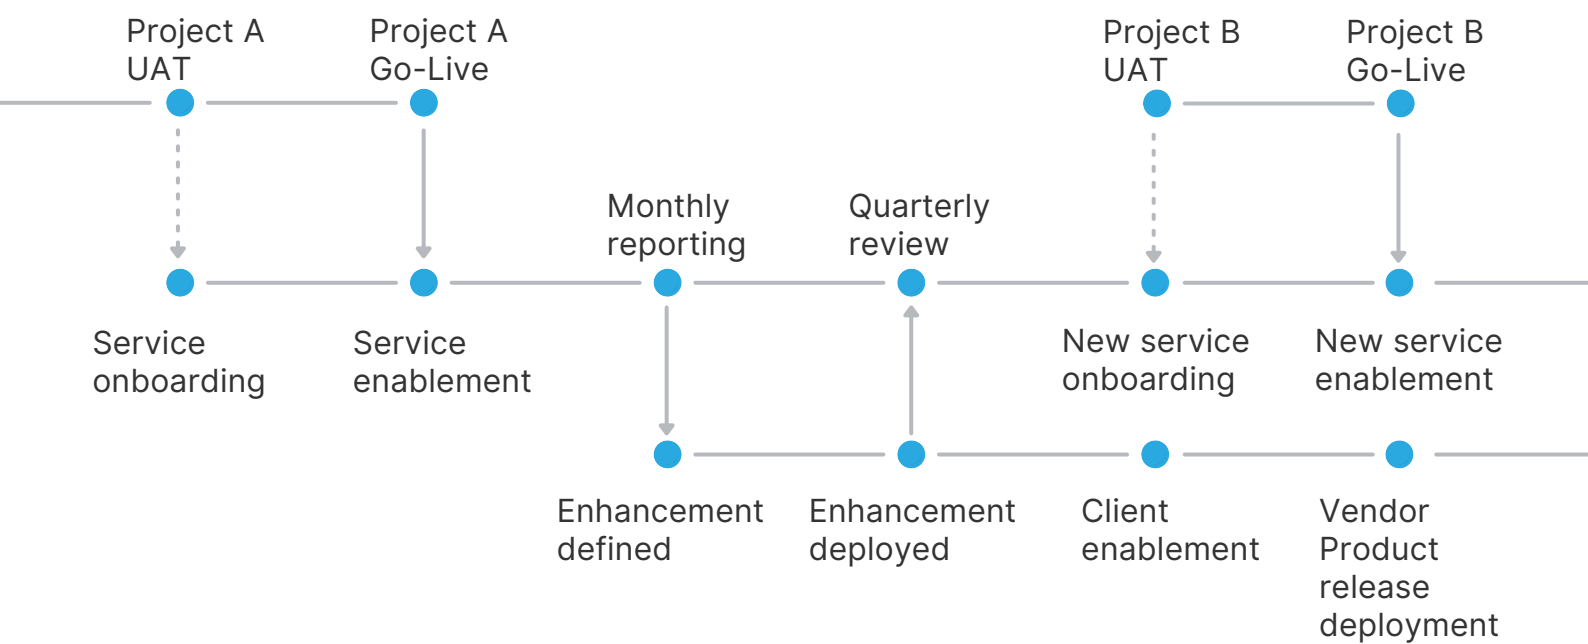 Project A
UAT
Project A
Go-Live
Project B
UAT
Project B
Go-Live
Monthly
reporting
Quarterly
review
Service
onboarding
Service
enablement
New service
onboarding
New service
enablement
Enhancement
defined
Enhancement
deployed
Client
enablement
Vendor
Product
release
deployment